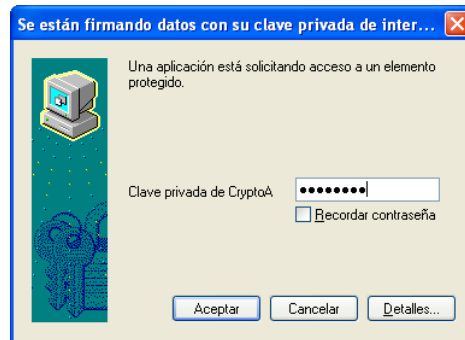 Se están firmando datos con su clave privada de inter...
Una aplicación está solicitando acceso a un elemento
protegido.
Clave privada de CryptoA
••••••••
Recordar contraseña
Aceptar
Cancelar
Detalles...